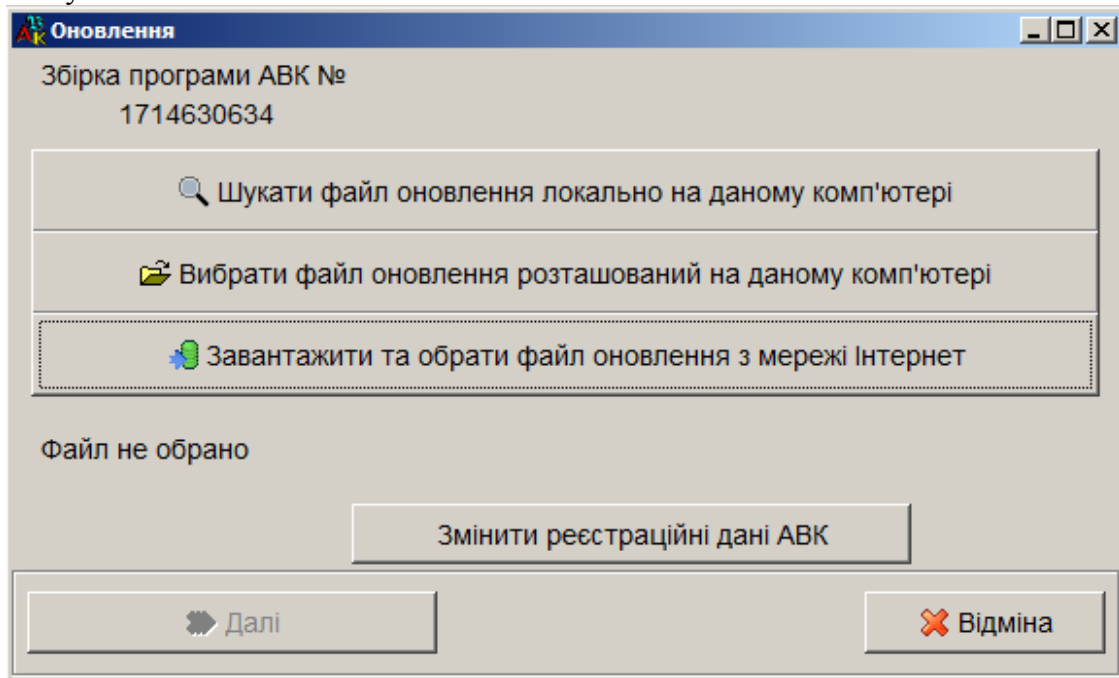 Оновлення
Збірка програми АВК №
1714630634
Шукати файл оновлення локально на даному комп'ютері
Вибрати файл оновлення розташований на даному комп'ютері
Завантажити та обрати файл оновлення з мережі Інтернет
Файл не обрано
Змінити реєстраційні дані АВК
Далі
Відміна